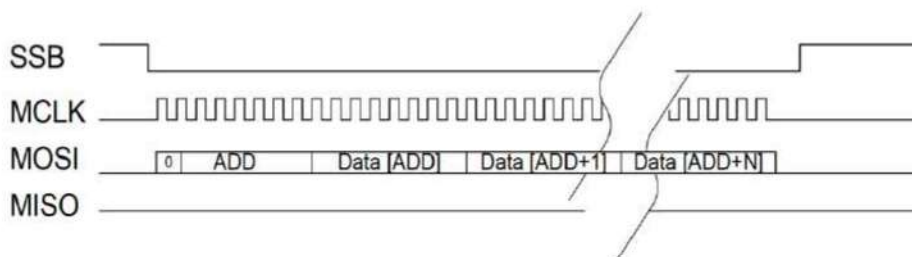 SSB
MCLK
MOSI 0 ADD Data [ADD] Data [ADD+1] Data [ADD+N]
MISO